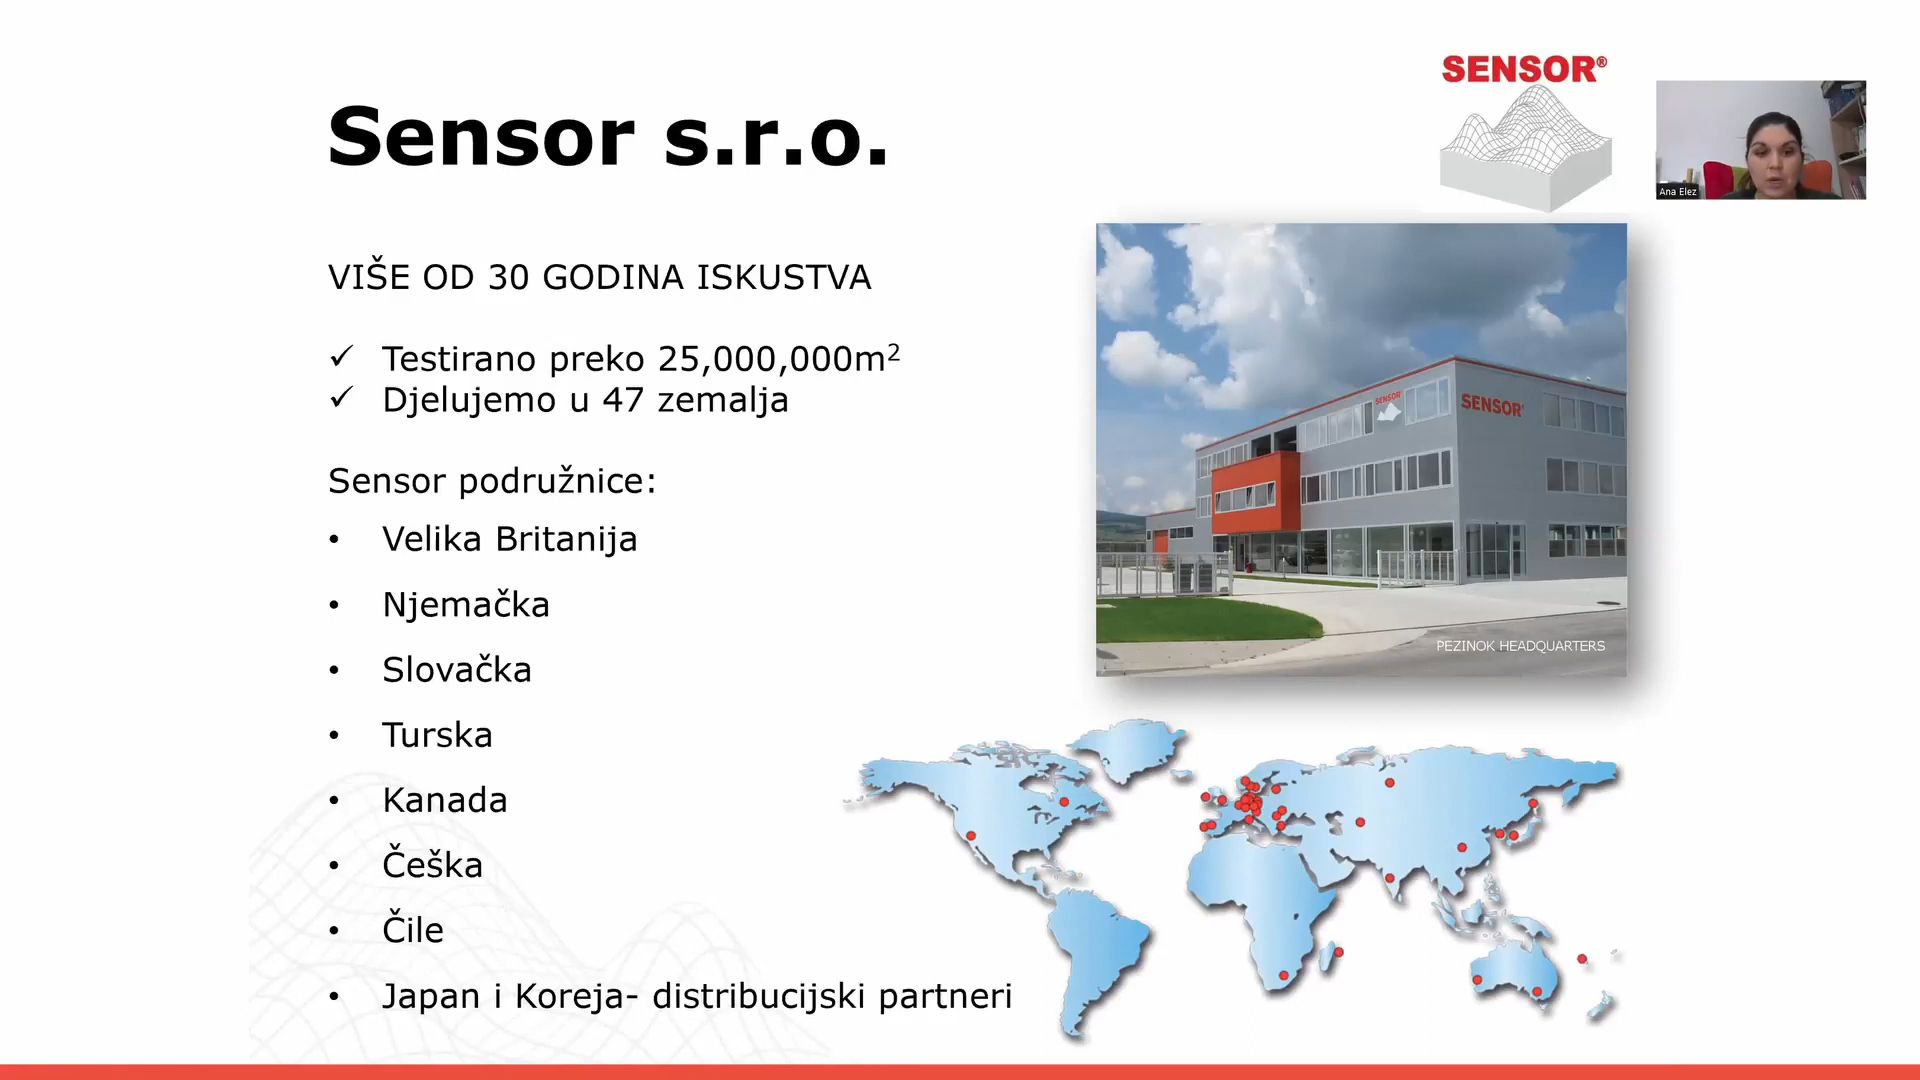 SENSOR®
Sensor s.r.o.
Ana Elez
VIŠE OD 30 GODINA ISKUSTVA
✓ Testirano preko 25,000,000m²
✓ Djelujemo u 47 zemalja
SENSOR
SENSOR
Sensor podružnice:
• Velika Britanija
• Njemačka
• Slovačka
• Turska
• Kanada
• Češka
• Čile
• Japan i Koreja- distribucijski partneri
PEZINOK HEADQUARTERS